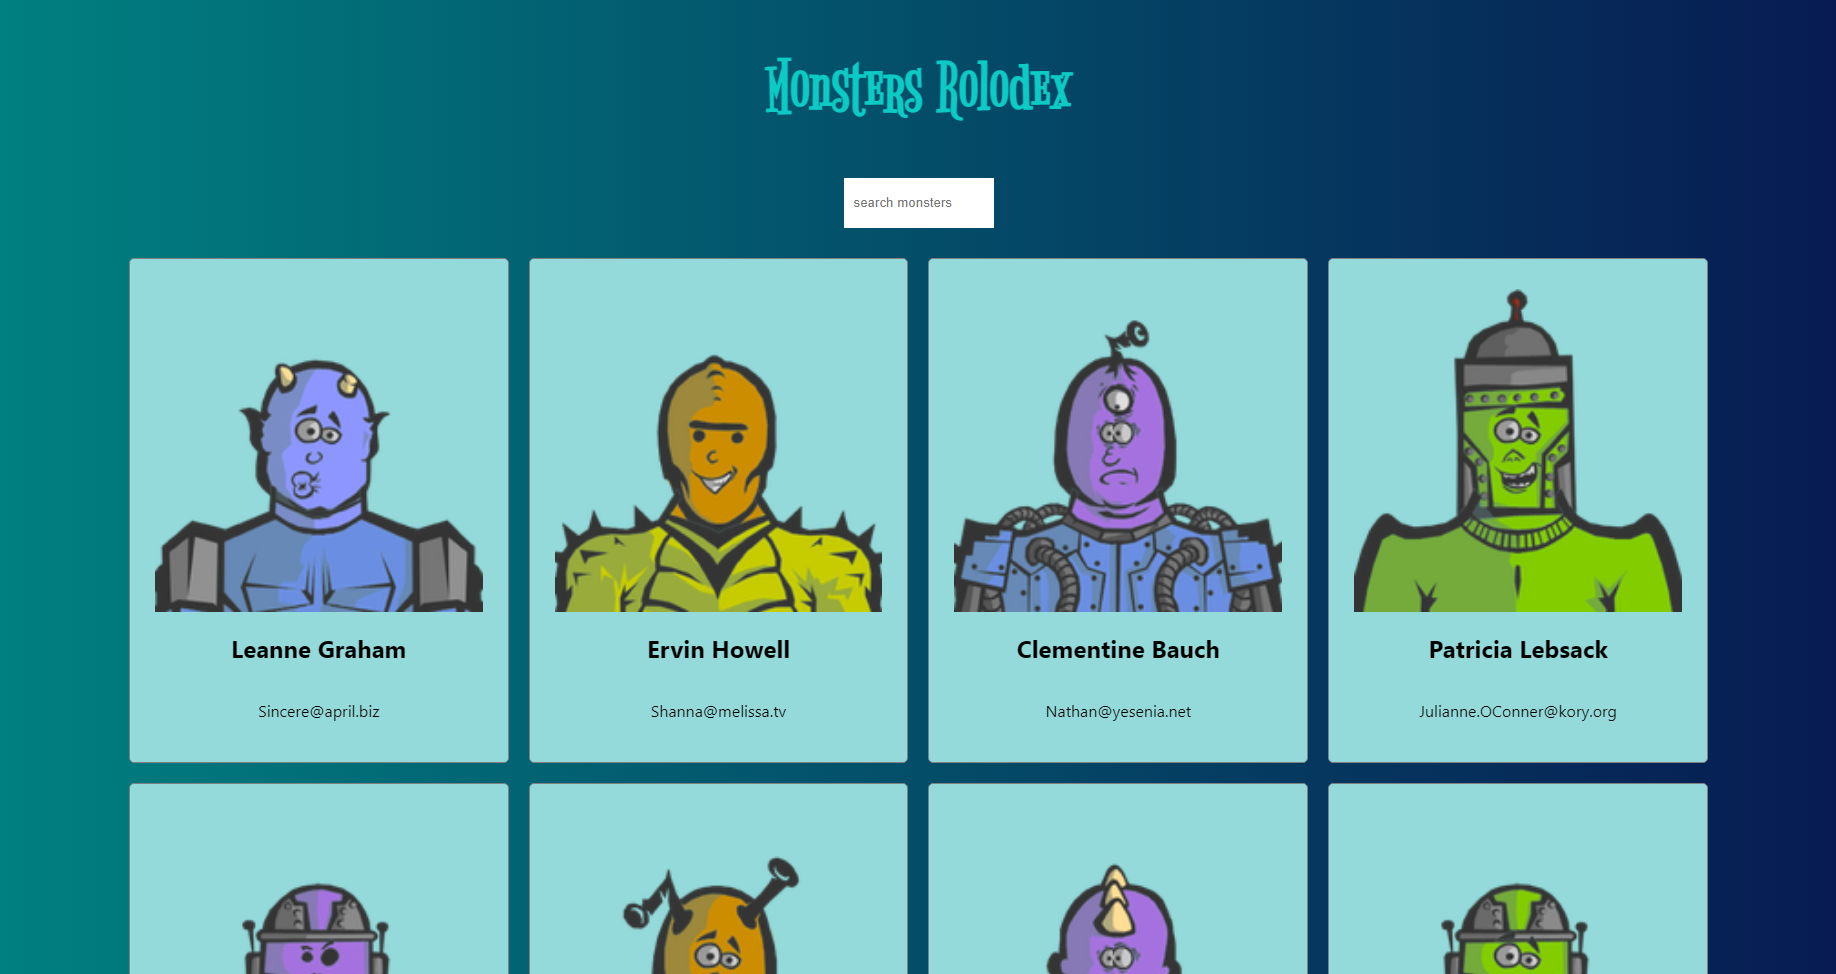 Monsters Rolodex
search monsters
Leanne Graham
Sincere@april.biz
Ervin Howell
Shanna@melissa.tv
Clementine Bauch
Nathan@yesenia.net
Patricia Lebsack
Julianne.OConner@kory.org